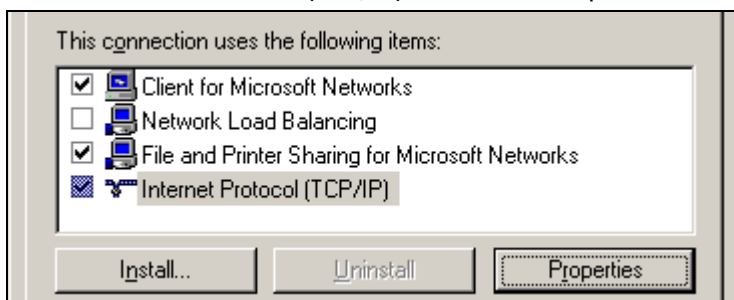 This connection uses the following items:
Client for Microsoft Networks
Network Load Balancing
File and Printer Sharing for Microsoft Networks
Internet Protocol (TCP/IP)
Install... Uninstall Properties